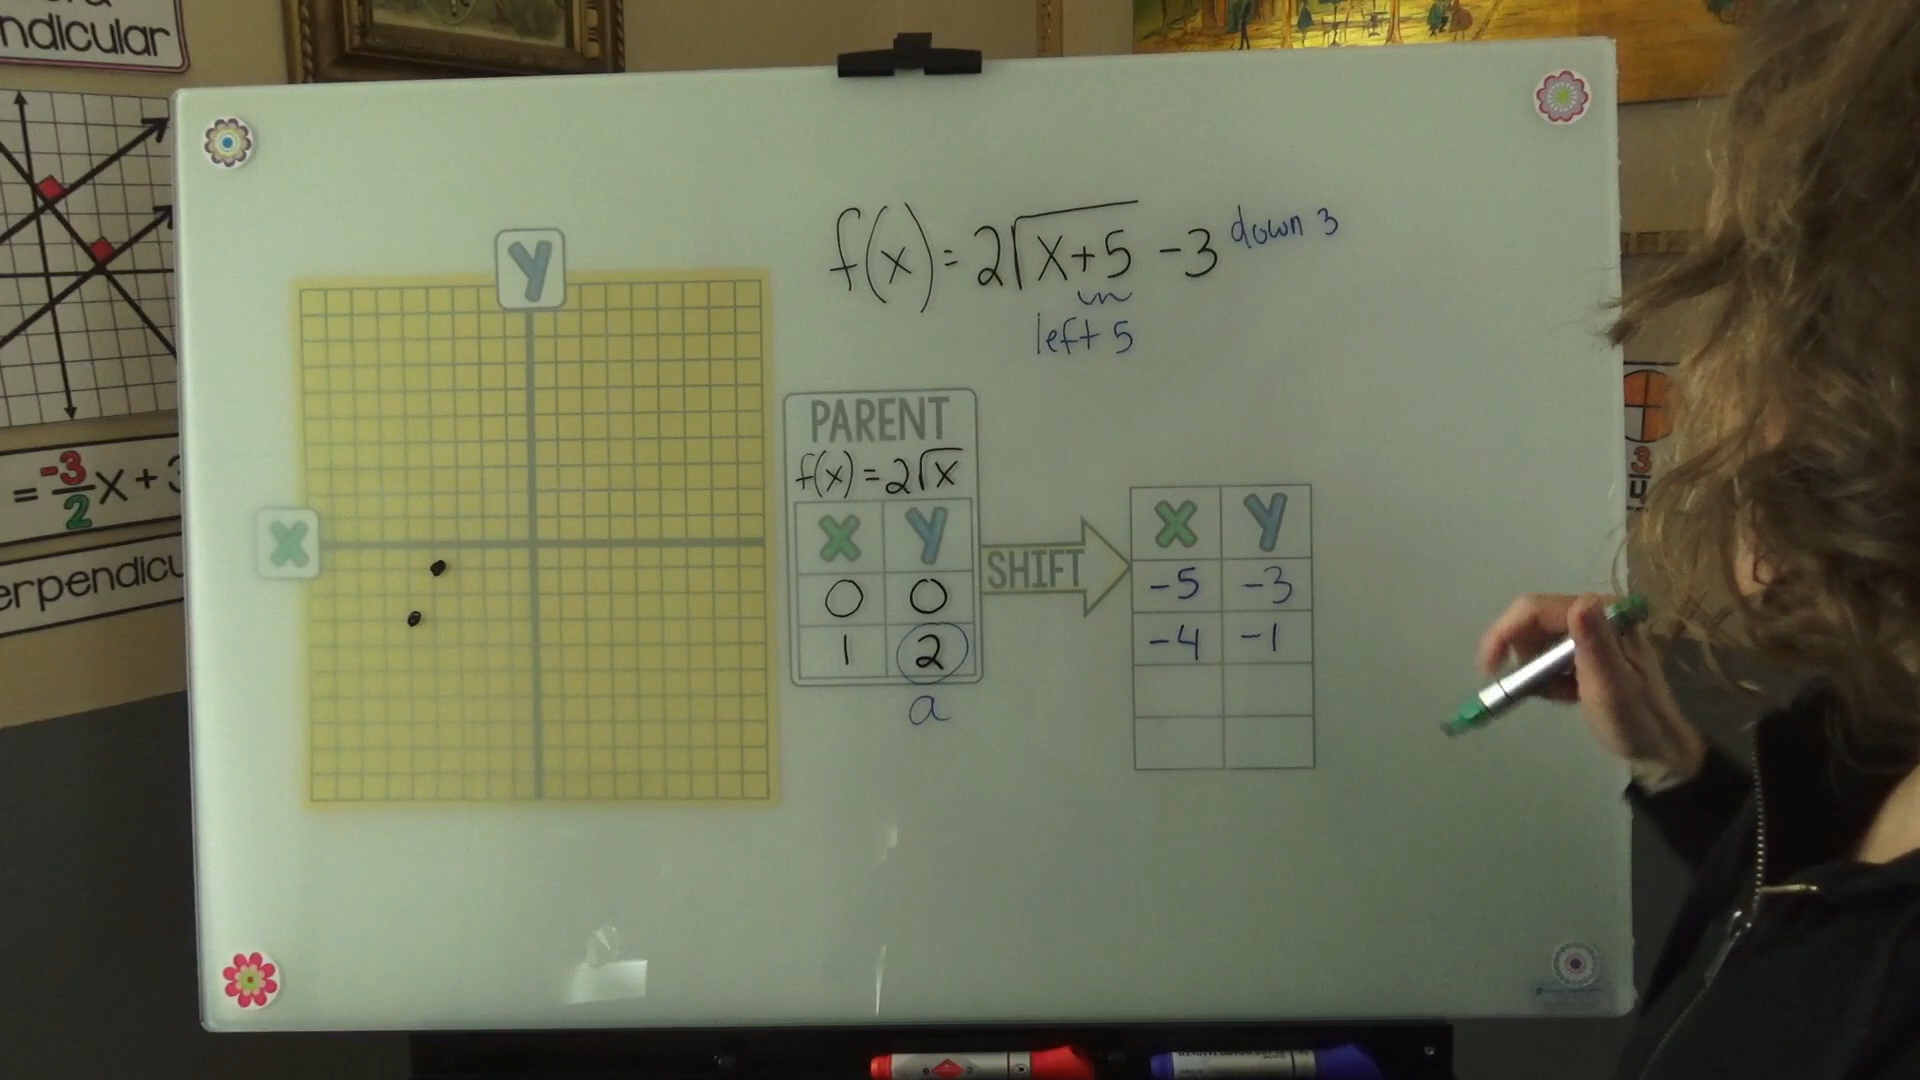 ndicular
= -3/2 X + 3
erpendicu
f(x) = 2√(x+5) -3 down 3
left 5
Y
X
PARENT
f(x) = 2√x
X Y
0 0
1 2
a
SHIFT
X Y
-5 -3
-4 -1